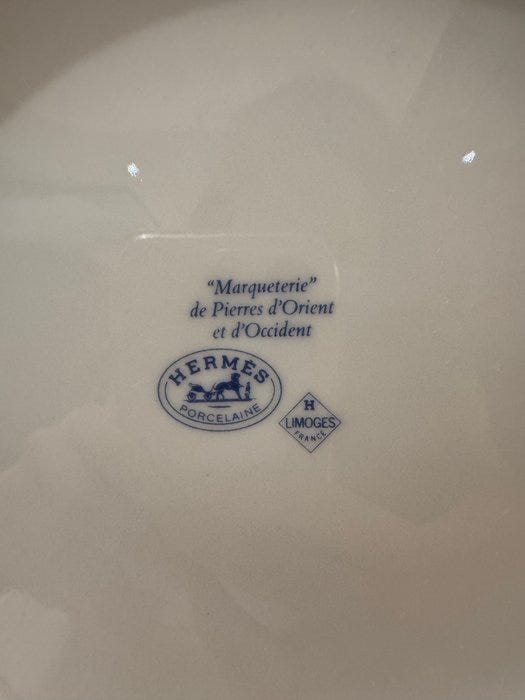 “Marqueterie”
de Pierres d’Orient
et d’Occident
HERMÈS
PORCELAINE
H
LIMOGES
FRANCE